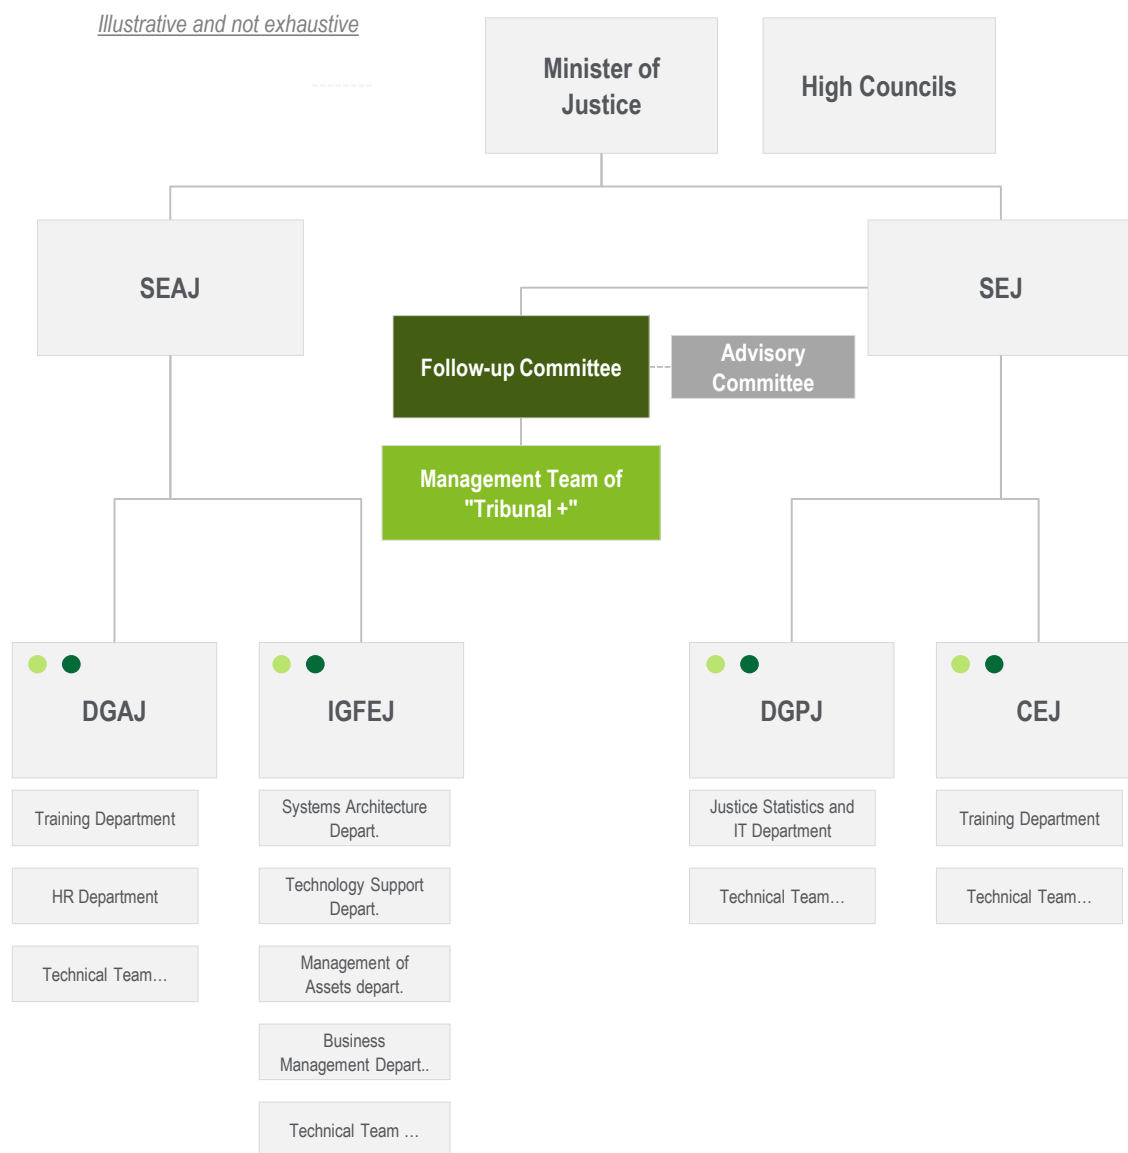 Illustrative and not exhaustive
Minister of
Justice
High Councils
SEAJ
SEJ
Follow-up Committee
Advisory
Committee
Management Team of
"Tribunal +"
DGAJ
IGFEJ
DGPJ
CEJ
Training Department
Systems Architecture
Depart.
Justice Statistics and
IT Department
Training Department
HR Department
Technology Support
Depart.
Technical Team…
Technical Team…
Technical Team…
Management of
Assets depart.
Business
Management Depart..
Technical Team …